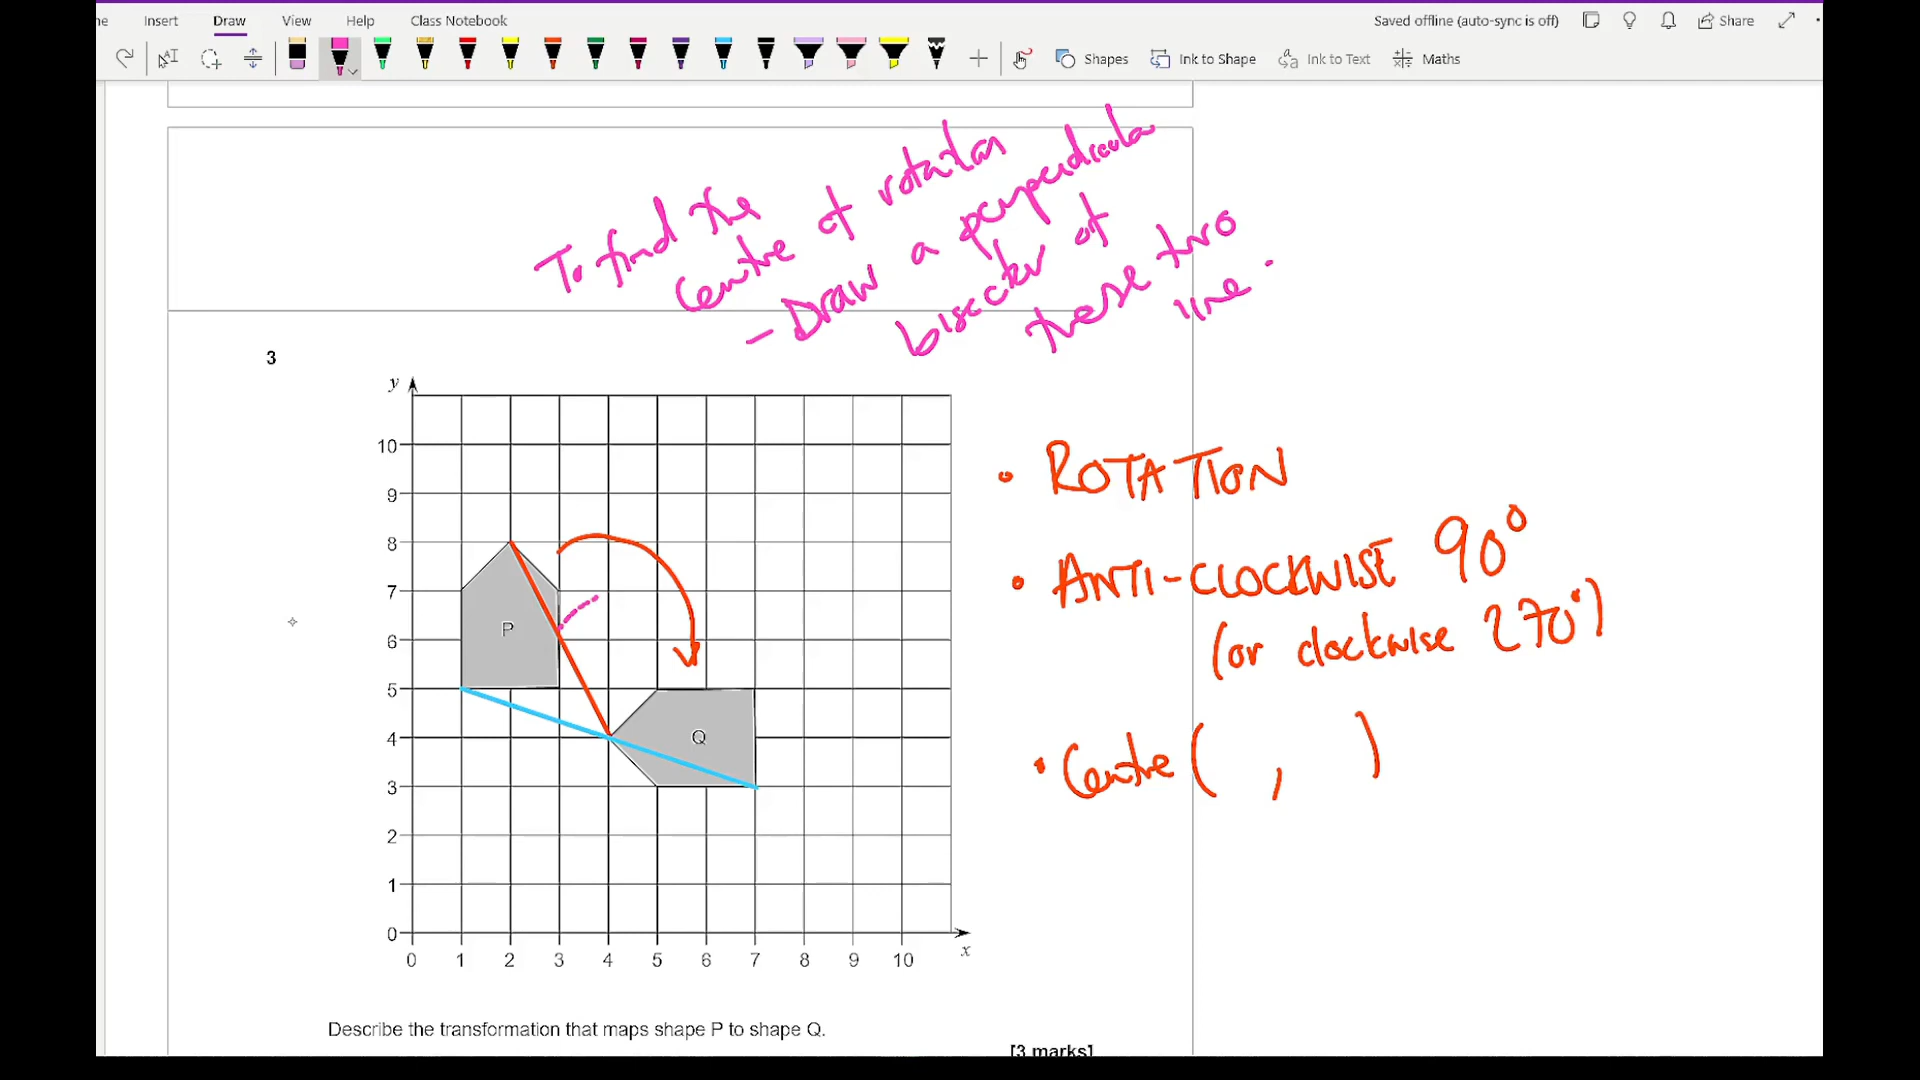 Insert Draw View Help Class Notebook
Saved offline (auto-sync is off) Share
Shapes Ink to Shape Ink to Text Maths
To find the
centre of rotation
- Draw a perpendicular
bisector of
these two
line.
3
y
10
9
8
7
6
5
4
3
2
1
0
P
Q
0 1 2 3 4 5 6 7 8 9 10
x
• ROTATION
• ANTI-CLOCKWISE 90°
(or clockwise 270°)
• Centre ( , )
Describe the transformation that maps shape P to shape Q.
[3 marks]